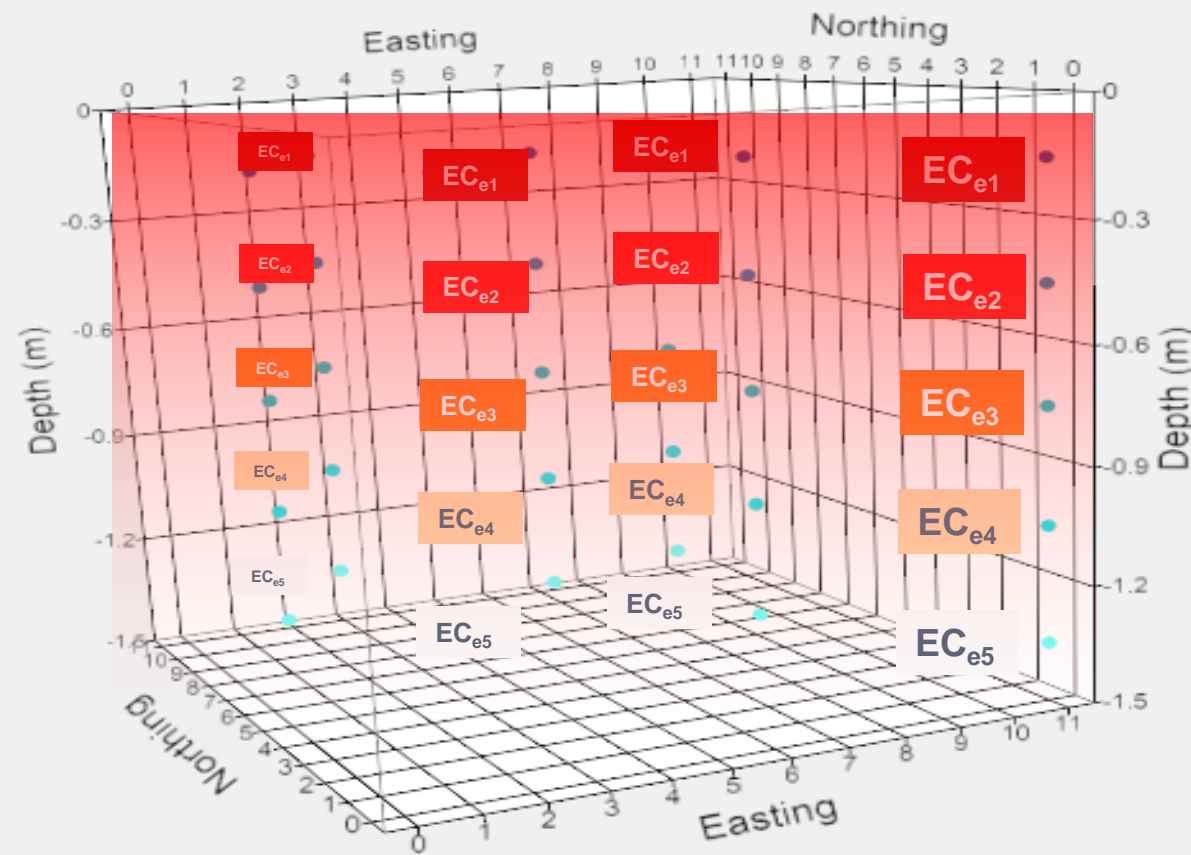 Easting
Northing
0 1 2 3 4 5 6 7 8 9 10 11
11 10 9 8 7 6 5 4 3 2 1 0
0
-0.3
-0.6
-0.9
-1.2
Depth (m)
0
-0.3
-0.6
-0.9
-1.2
-1.5
Depth (m)
ECe1
ECe1
ECe1
ECe1
ECe2
ECe2
ECe2
ECe2
ECe3
ECe3
ECe3
ECe3
ECe4
ECe4
ECe4
ECe4
ECe5
ECe5
ECe5
ECe5
10 9 8 7 6 5 4 3 2 1 0
Northing
0 1 2 3 4 5 6 7 8 9 10 11
Easting